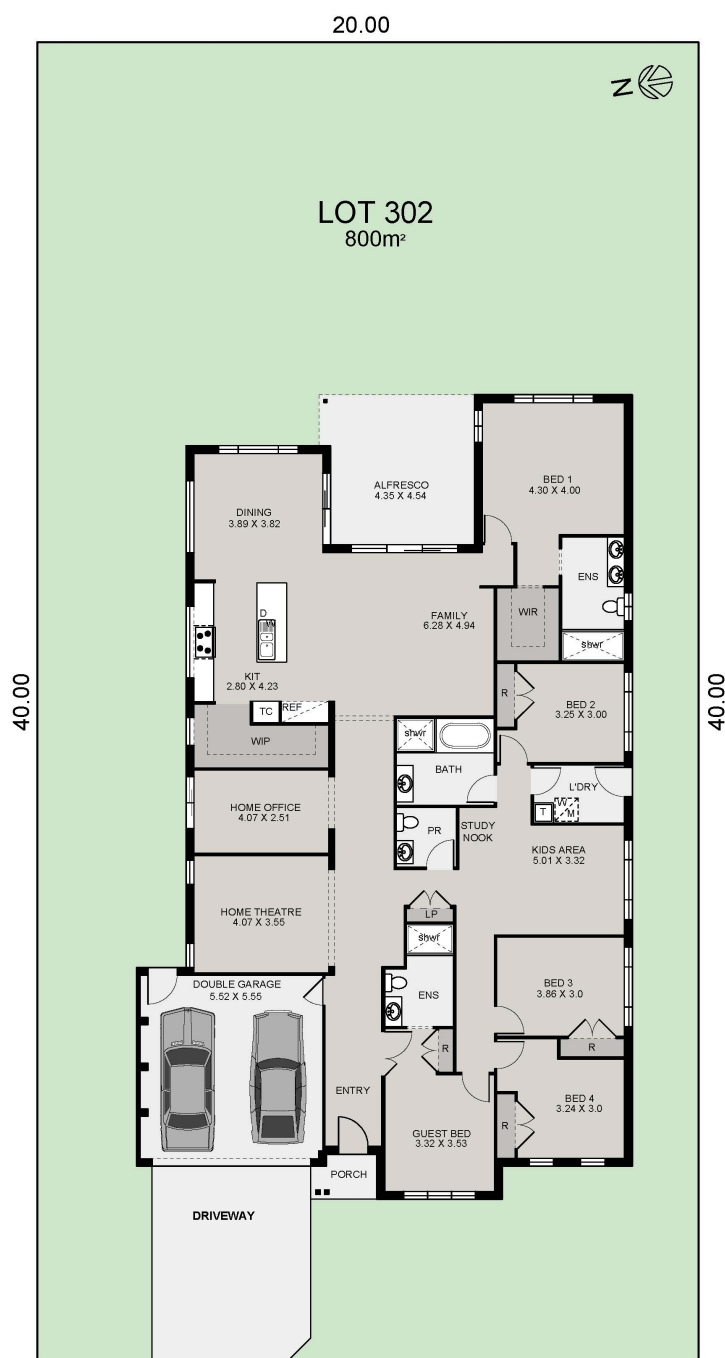 20.00
N
LOT 302
800m²
ALFRESCO
4.35 X 4.54
BED 1
4.30 X 4.00
DINING
3.89 X 3.82
ENS
D
W
FAMILY
6.28 X 4.94
WIR
shwr
KIT
2.80 X 4.23
40.00
40.00
TC
REF
R
BED 2
3.25 X 3.00
WIP
shwr
BATH
L'DRY
HOME OFFICE
4.07 X 2.51
T
W
M
PR
STUDY
NOOK
KIDS AREA
5.01 X 3.32
HOME THEATRE
4.07 X 3.55
LP
shwr
DOUBLE GARAGE
5.52 X 5.55
ENS
BED 3
3.86 X 3.0
R
R
ENTRY
BED 4
3.24 X 3.0
R
GUEST BED
3.32 X 3.53
PORCH
DRIVEWAY